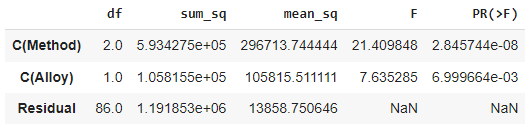 df sum_sq mean_sq F PR(>F)
C(Method) 2.0 5.934275e+05 296713.744444 21.409848 2.845744e-08
C(Alloy) 1.0 1.058155e+05 105815.511111 7.635285 6.999664e-03
Residual 86.0 1.191853e+06 13858.750646 NaN NaN